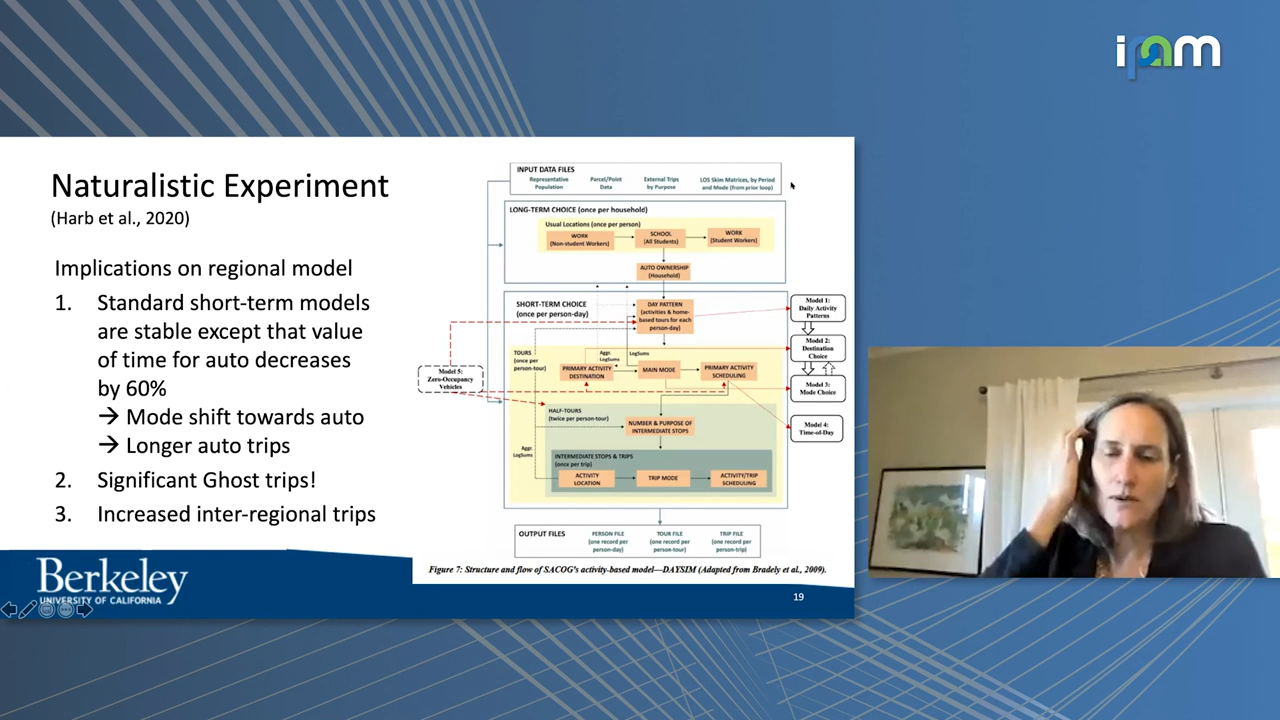 ipam
Naturalistic Experiment
(Harb et al., 2020)
Implications on regional model
1. Standard short-term models
are stable except that value
of time for auto decreases
by 60%
→ Mode shift towards auto
→ Longer auto trips
2. Significant Ghost trips!
3. Increased inter-regional trips
INPUT DATA FILES
Representative
Population
Parcel/Point
Data
External Trips
by Purpose
LOS Skim Matrices, by Period
and Mode (from prior loop)
LONG-TERM CHOICE (once per household)
Usual Locations (once per person)
WORK
(Non-student Workers)
SCHOOL
(All Students)
WORK
(Student Workers)
AUTO OWNERSHIP
(Household)
SHORT-TERM CHOICE
(once per person-day)
DAY PATTERN
(activities & home-
based tours for each
person-day)
TOURS
(once per
person-tour)
Aggr.
LogSums
LogSums
PRIMARY ACTIVITY
DESTINATION
MAIN MODE
PRIMARY ACTIVITY
SCHEDULING
HALF-TOURS
(twice per person-tour)
NUMBER & PURPOSE OF
INTERMEDIATE STOPS
Aggr.
LogSums
INTERMEDIATE STOPS & TRIPS
(once per trip)
ACTIVITY
LOCATION
TRIP MODE
ACTIVITY/TRIP
SCHEDULING
Model 5:
Zero-Occupancy
Vehicles
Model 1:
Daily Activity
Patterns
Model 2:
Destination
Choice
Model 3:
Mode Choice
Model 4:
Time-of-Day
OUTPUT FILES
PERSON FILE
(one record per
person-day)
TOUR FILE
(one record per
person-tour)
TRIP FILE
(one record per
person-trip)
Figure 7: Structure and flow of SACOG's activity-based model—DAYSIM (Adapted from Bradely et al., 2009).
Berkeley
UNIVERSITY OF CALIFORNIA
19